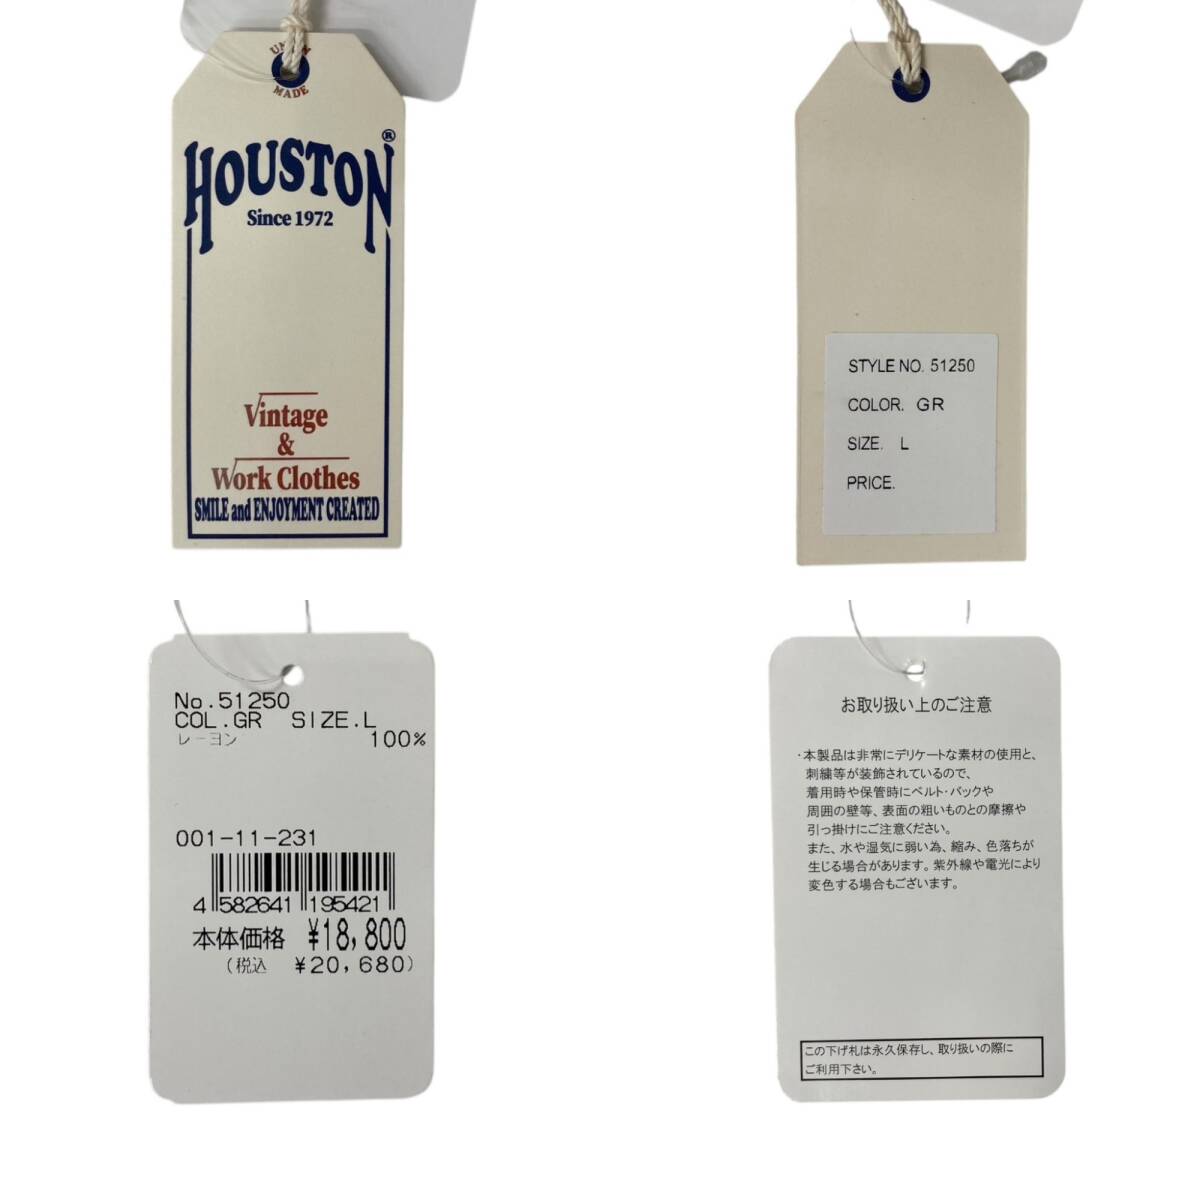 UNION
MADE
HOUSTON®
Since 1972
Vintage
&
Work Clothes
SMILE and ENJOYMENT CREATED
STYLE NO. 51250
COLOR. GR
SIZE. L
PRICE.
No.51250
COL.GR SIZE.L
レーヨン 100%
001-11-231
4 582641 195421
本体価格 ¥18,800
(税込 ¥20,680)
お取り扱い上のご注意
・本製品は非常にデリケートな素材の使用と、
刺繍等が装飾されているので、
着用時や保管時にベルト・バックや
周囲の壁等、表面の粗いものとの摩擦や
引っ掛けにご注意ください。
また、水や湿気に弱い為、縮み、色落ちが
生じる場合があります。紫外線や電光により
変色する場合もございます。
この下げ札は永久保存し、取り扱いの際に
ご利用下さい。